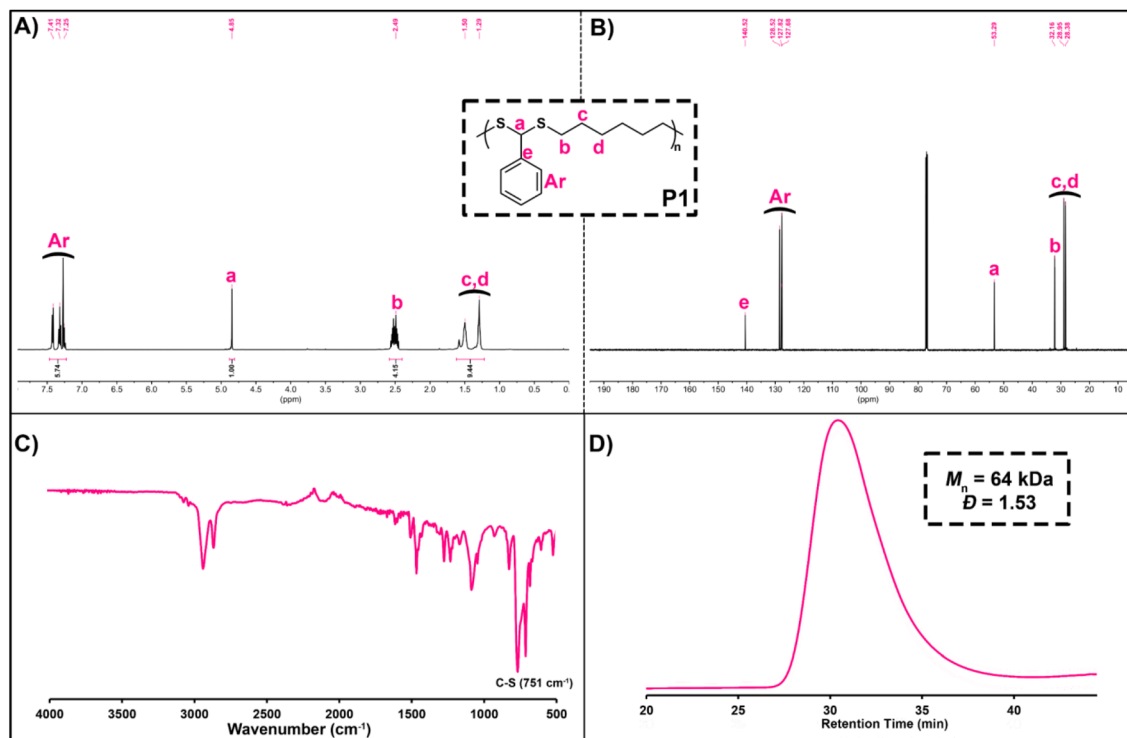 A)
7.41
7.32
7.25
4.85
2.49
1.50
1.29
B)
140.52
128.52
127.82
127.68
53.29
32.16
28.95
28.38
S
a
S
c
b
d
e
n
Ar
P1
Ar
a
b
c,d
5.74
1.00
4.15
9.44
7.5 7.0 6.5 6.0 5.5 5.0 4.5 4.0 3.5 3.0 2.5 2.0 1.5 1.0 0.5 0.0
(ppm)
Ar
c,d
b
a
e
190 180 170 160 150 140 130 120 110 100 90 80 70 60 50 40 30 20 10
(ppm)
C)
C-S (751 cm⁻¹)
4000 3500 3000 2500 2000 1500 1000 500
Wavenumber (cm⁻¹)
D)
Mn = 64 kDa
Đ = 1.53
20 25 30 35 40
Retention Time (min)